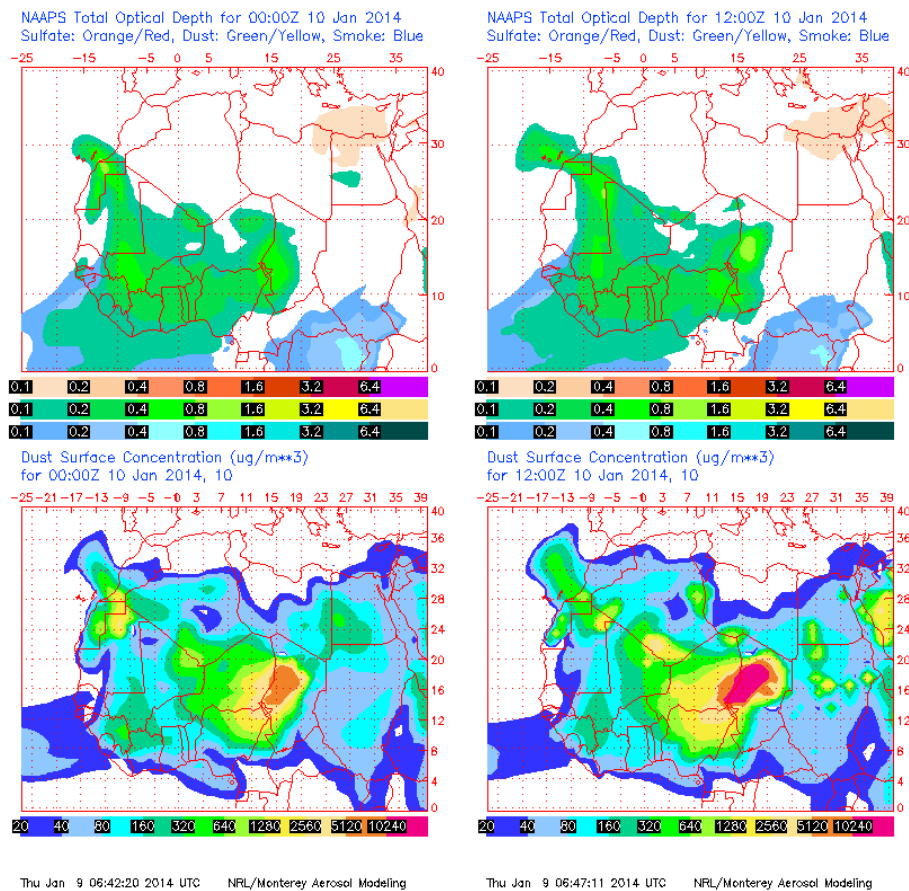 NAAPS Total Optical Depth for 00:00Z 10 Jan 2014
Sulfate: Orange/Red, Dust: Green/Yellow, Smoke: Blue
-25 -15 -5 5 15 25 35
40
30
20
10
0
0.1 0.2 0.4 0.8 1.6 3.2 6.4
0.1 0.2 0.4 0.8 1.6 3.2 6.4
0.1 0.2 0.4 0.8 1.6 3.2 6.4
NAAPS Total Optical Depth for 12:00Z 10 Jan 2014
Sulfate: Orange/Red, Dust: Green/Yellow, Smoke: Blue
-25 -15 -5 5 15 25 35
40
30
20
10
0
0.1 0.2 0.4 0.8 1.6 3.2 6.4
0.1 0.2 0.4 0.8 1.6 3.2 6.4
0.1 0.2 0.4 0.8 1.6 3.2 6.4
Dust Surface Concentration (ug/m**3)
for 00:00Z 10 Jan 2014, 10
-25 -21 -17 -13 -9 -5 -1 0 3 7 11 15 19 23 27 31 35 39
40
36
32
28
24
20
16
12
8
4
0
20 40 80 160 320 640 1280 2560 5120 10240
Dust Surface Concentration (ug/m**3)
for 12:00Z 10 Jan 2014, 10
-25 -21 -17 -13 -9 -5 -1 0 3 7 11 15 19 23 27 31 35 39
40
36
32
28
24
20
16
12
8
4
0
20 40 80 160 320 640 1280 2560 5120 10240
Thu Jan 9 06:42:20 2014 UTC NRL/Monterey Aerosol Modeling
Thu Jan 9 06:47:11 2014 UTC NRL/Monterey Aerosol Modeling